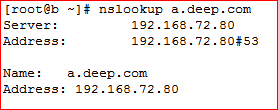 [root@b ~]# nslookup a.deep.com
Server: 192.168.72.80
Address: 192.168.72.80#53
Name: a.deep.com
Address: 192.168.72.80